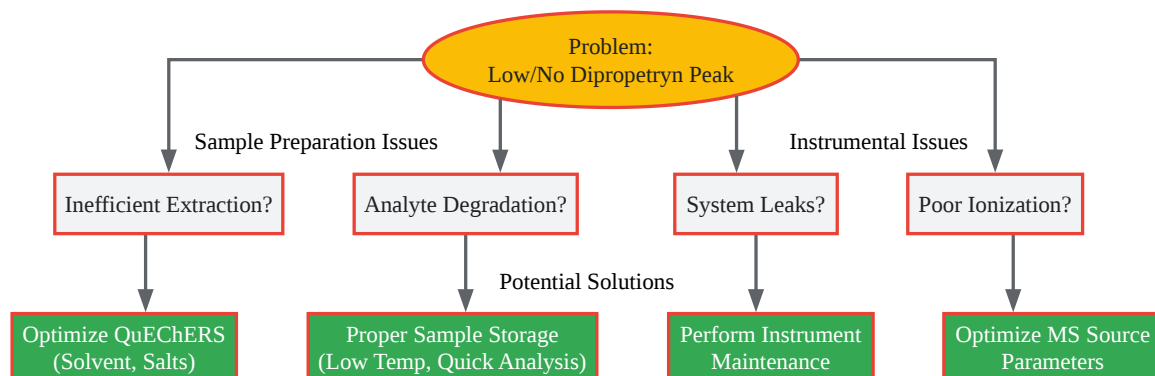 Problem:
Low/No Dipropetryn Peak
Sample Preparation Issues
Instrumental Issues
Inefficient Extraction?
Analyte Degradation?
System Leaks?
Poor Ionization?
Potential Solutions
Optimize QuEChERS
(Solvent, Salts)
Proper Sample Storage
(Low Temp, Quick Analysis)
Perform Instrument
Maintenance
Optimize MS Source
Parameters